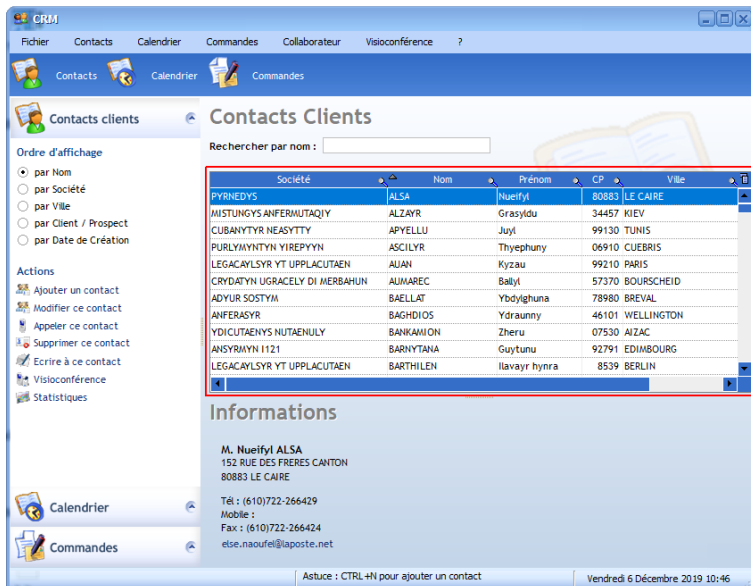 CRM
Fichier Contacts Calendrier Commandes Collaborateur Visioconférence ?
Contacts Calendrier Commandes
Contacts clients
Ordre d'affichage
par Nom
par Société
par Ville
par Client / Prospect
par Date de Création
Actions
Ajouter un contact
Modifier ce contact
Appeler ce contact
Supprimer ce contact
Ecrire à ce contact
Visioconférence
Statistiques
Calendrier
Commandes
Contacts Clients
Rechercher par nom :
Société Nom Prénom CP Ville
PYRNEDYS ALSA Nueifyl 80883 LE CAIRE
MISTUNGYS ANFERMUTAQIY ALZAYR Grasyldu 34457 KIEV
CUBANYTYR NEASYTTY APYELLU Juyl 99130 TUNIS
PURLYMYNTYN YIREPYYN ASCILYR Thyephuny 06910 CUEBRIS
LEGACAYLSYR YT UPPLACUTAEN AUAN Kyzau 99210 PARIS
CRYDATYN UGRACELY DI MERBAHUN AUMAREC Ballyl 57370 BOURSCHEID
ADYUR SOSTYM BAELLAT Ybdylghuna 78980 BREVAL
ANFERASYR BAGHDIOS Ydraunny 46101 WELLINGTON
YDICUTAENYS NUTAENULY BANKAMION Zheru 07530 AIZAC
ANSYRMYN I121 BARNYTANA Guytunu 92791 EDIMBOURG
LEGACAYLSYR YT UPPLACUTAEN BARTHILEN Ilavayr hynra 8539 BERLIN
Informations
M. Nueifyl ALSA
152 RUE DES FRERES CANTON
80883 LE CAIRE
Tél : (610)722-266429
Mobile :
Fax : (610)722-266424
else.naoufel@laposte.net
Astuce : CTRL+N pour ajouter un contact
Vendredi 6 Décembre 2019 10:46